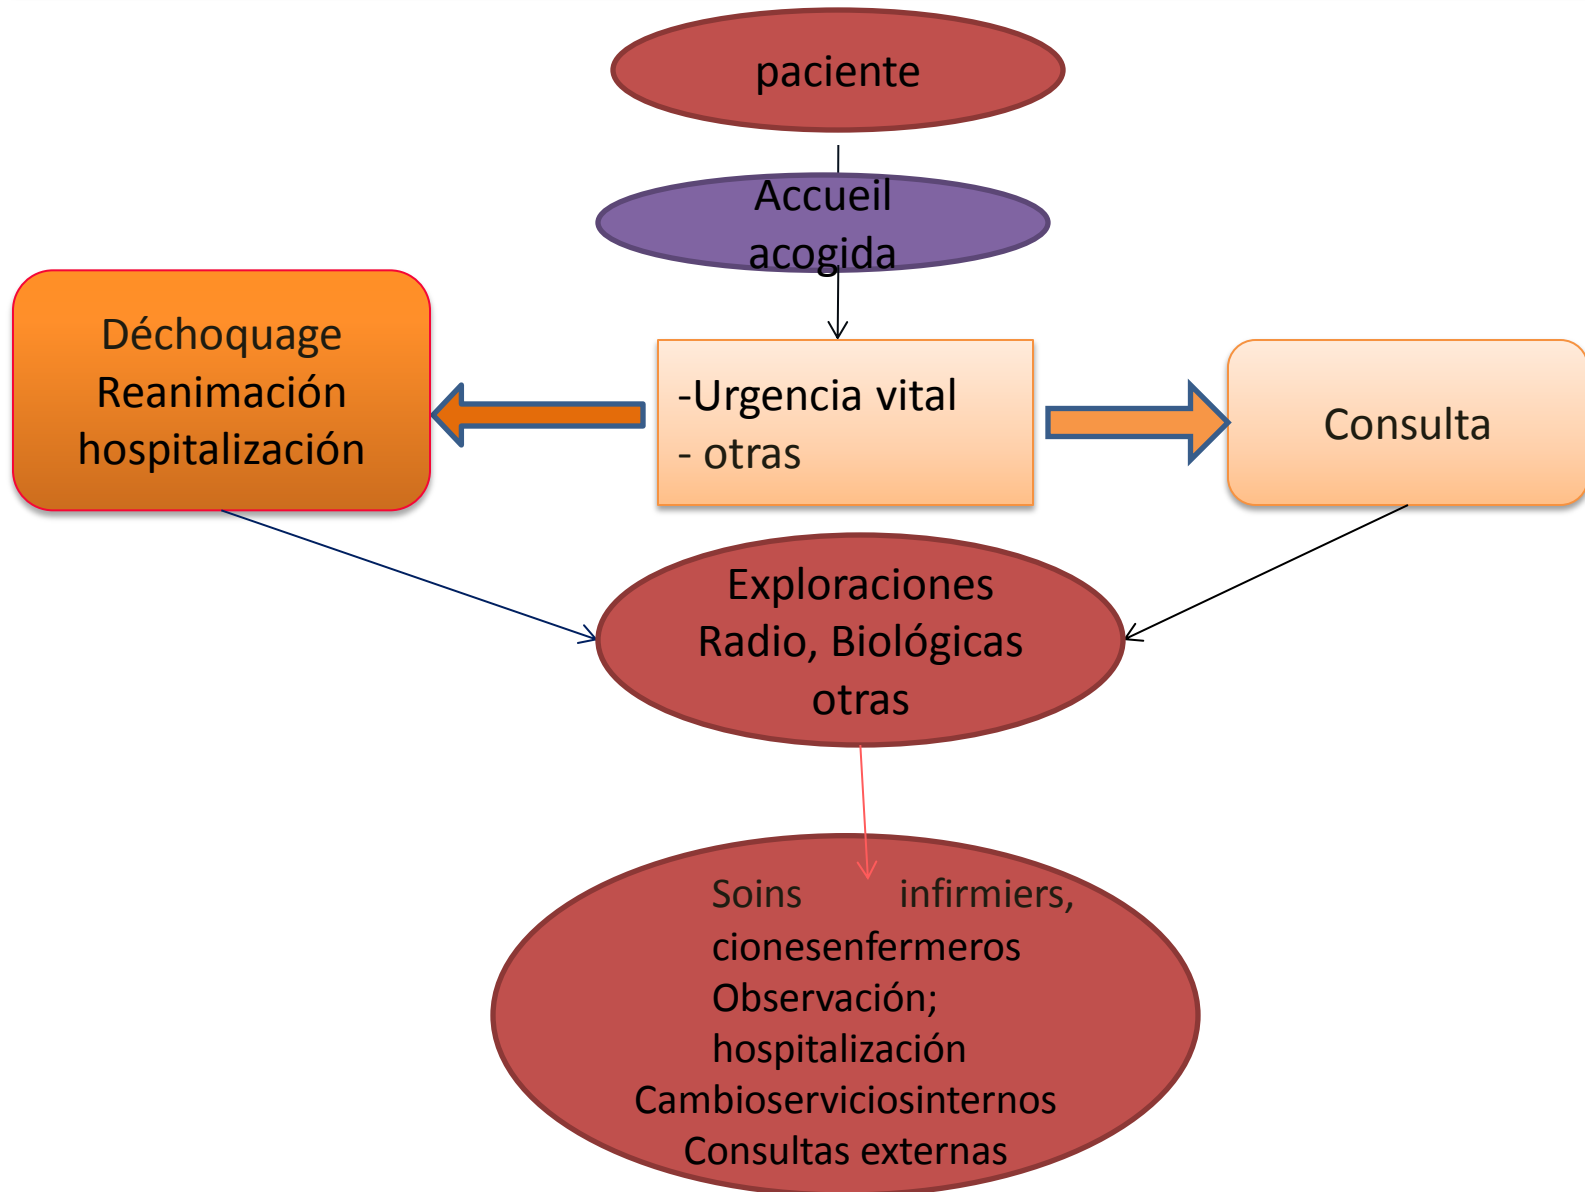 paciente
Accueil
acogida
Déchoquage
Reanimación
hospitalización
-Urgencia vital
- otras
Consulta
Exploraciones
Radio, Biológicas
otras
Soins infirmiers,
cionesenfermeros
Observación;
hospitalización
Cambioserviciosinternos
Consultas externas